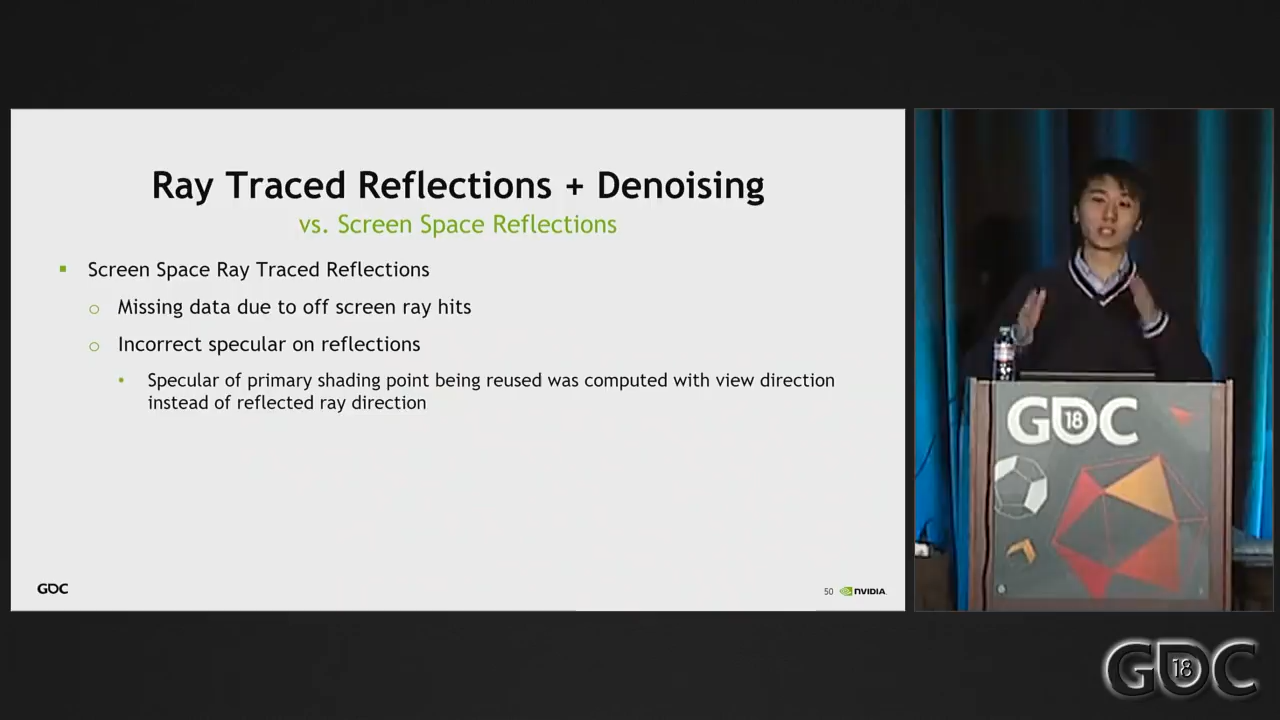 Ray Traced Reflections + Denoising
vs. Screen Space Reflections
Screen Space Ray Traced Reflections
Missing data due to off screen ray hits
Incorrect specular on reflections
Specular of primary shading point being reused was computed with view direction
instead of reflected ray direction
GDC
50 NVIDIA
GDC 18
GDC 18